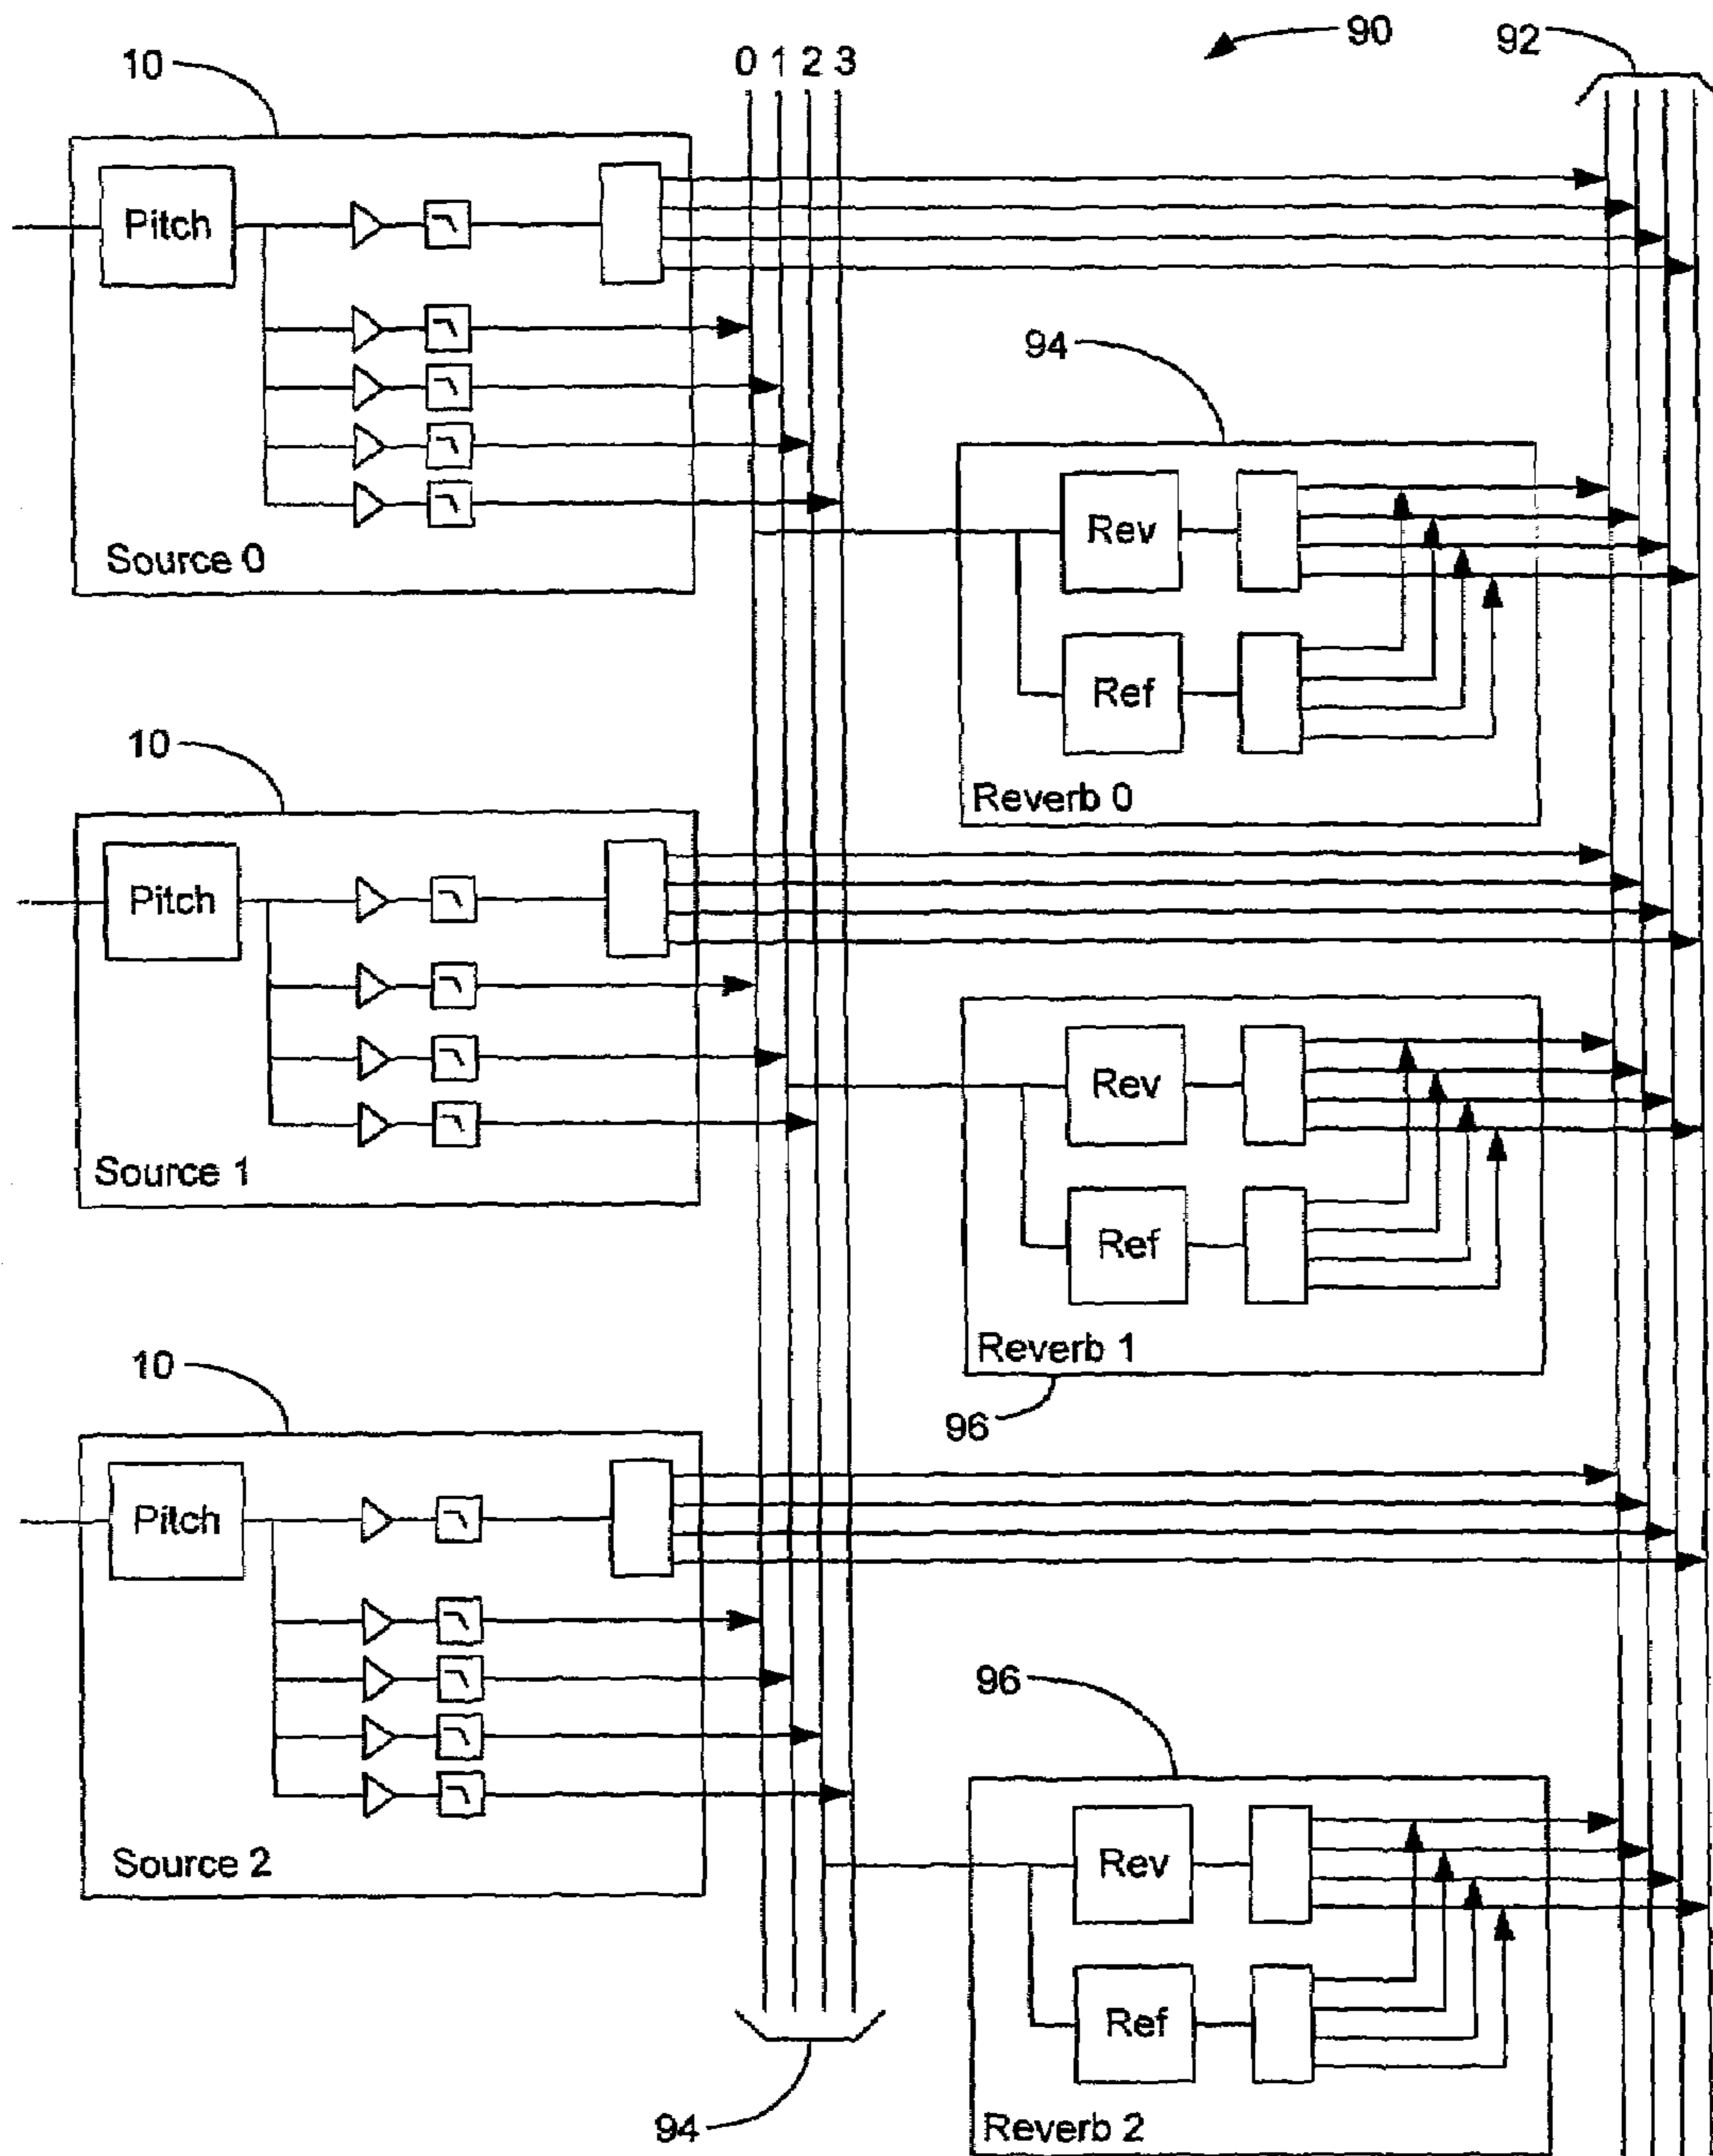 90
92
10
0 1 2 3
Pitch
Source 0
94
Rev
Ref
Reverb 0
10
Pitch
Source 1
Rev
Ref
Reverb 1
96
10
Pitch
Source 2
96
Rev
Ref
Reverb 2
94